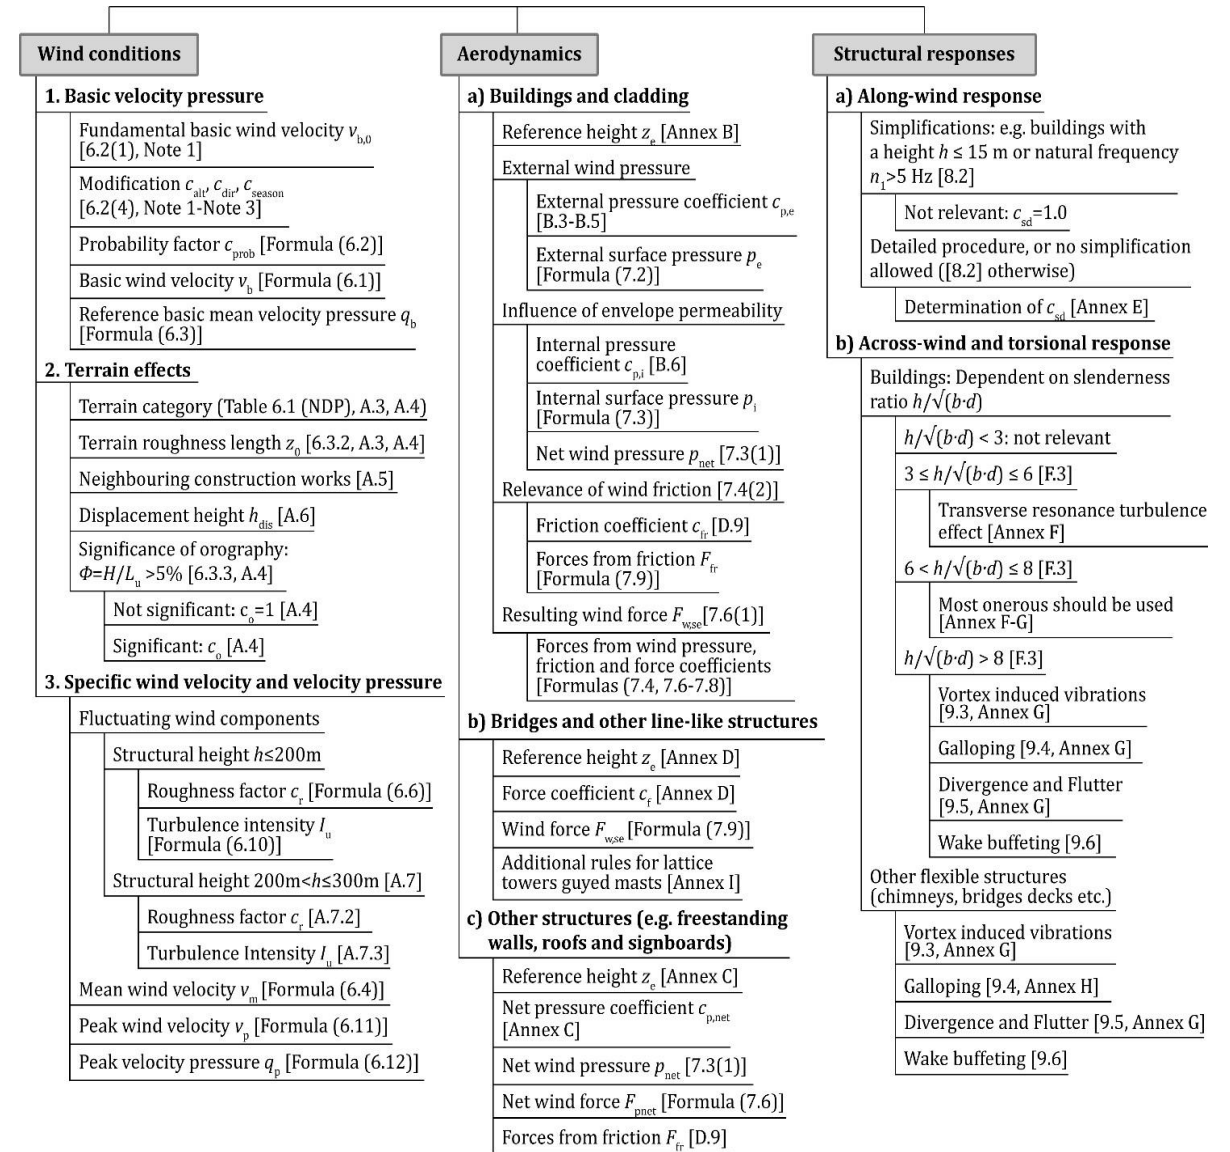 Wind conditions
1. Basic velocity pressure
Fundamental basic wind velocity v_b,0
[6.2(1), Note 1]
Modification c_alt, c_dir, c_season
[6.2(4), Note 1-Note 3]
Probability factor c_prob [Formula (6.2)]
Basic wind velocity v_b [Formula (6.1)]
Reference basic mean velocity pressure q_b
[Formula (6.3)]
2. Terrain effects
Terrain category (Table 6.1 (NDP), A.3, A.4)
Terrain roughness length z_0 [6.3.2, A.3, A.4]
Neighbouring construction works [A.5]
Displacement height h_dis [A.6]
Significance of orography:
Φ=H/L_u >5% [6.3.3, A.4]
Not significant: c_o=1 [A.4]
Significant: c_o [A.4]
3. Specific wind velocity and velocity pressure
Fluctuating wind components
Structural height h≤200m
Roughness factor c_r [Formula (6.6)]
Turbulence intensity I_u
[Formula (6.10)]
Structural height 200m<h≤300m [A.7]
Roughness factor c_r [A.7.2]
Turbulence Intensity I_u [A.7.3]
Mean wind velocity v_m [Formula (6.4)]
Peak wind velocity v_p [Formula (6.11)]
Peak velocity pressure q_p [Formula (6.12)]
Aerodynamics
a) Buildings and cladding
Reference height z_e [Annex B]
External wind pressure
External pressure coefficient c_p,e
[B.3-B.5]
External surface pressure p_e
[Formula (7.2)]
Influence of envelope permeability
Internal pressure
coefficient c_p,i [B.6]
Internal surface pressure p_i
[Formula (7.3)]
Net wind pressure p_net [7.3(1)]
Relevance of wind friction [7.4(2)]
Friction coefficient c_fr [D.9]
Forces from friction F_fr
[Formula (7.9)]
Resulting wind force F_w,se[7.6(1)]
Forces from wind pressure,
friction and force coefficients
[Formulas (7.4, 7.6-7.8)]
b) Bridges and other line-like structures
Reference height z_e [Annex D]
Force coefficient c_f [Annex D]
Wind force F_w,se [Formula (7.9)]
Additional rules for lattice
towers guyed masts [Annex I]
c) Other structures (e.g. freestanding
walls, roofs and signboards)
Reference height z_e [Annex C]
Net pressure coefficient c_p,net
[Annex C]
Net wind pressure p_net [7.3(1)]
Net wind force F_pnet [Formula (7.6)]
Forces from friction F_fr [D.9]
Structural responses
a) Along-wind response
Simplifications: e.g. buildings with
a height h ≤ 15 m or natural frequency
n_1>5 Hz [8.2]
Not relevant: c_sd=1.0
Detailed procedure, or no simplification
allowed ([8.2] otherwise)
Determination of c_sd [Annex E]
b) Across-wind and torsional response
Buildings: Dependent on slenderness
ratio h/√(b·d)
h/√(b·d) < 3: not relevant
3 ≤ h/√(b·d) ≤ 6 [F.3]
Transverse resonance turbulence
effect [Annex F]
6 < h/√(b·d) ≤ 8 [F.3]
Most onerous should be used
[Annex F-G]
h/√(b·d) > 8 [F.3]
Vortex induced vibrations
[9.3, Annex G]
Galloping [9.4, Annex G]
Divergence and Flutter
[9.5, Annex G]
Wake buffeting [9.6]
Other flexible structures
(chimneys, bridges decks etc.)
Vortex induced vibrations
[9.3, Annex G]
Galloping [9.4, Annex H]
Divergence and Flutter [9.5, Annex G]
Wake buffeting [9.6]